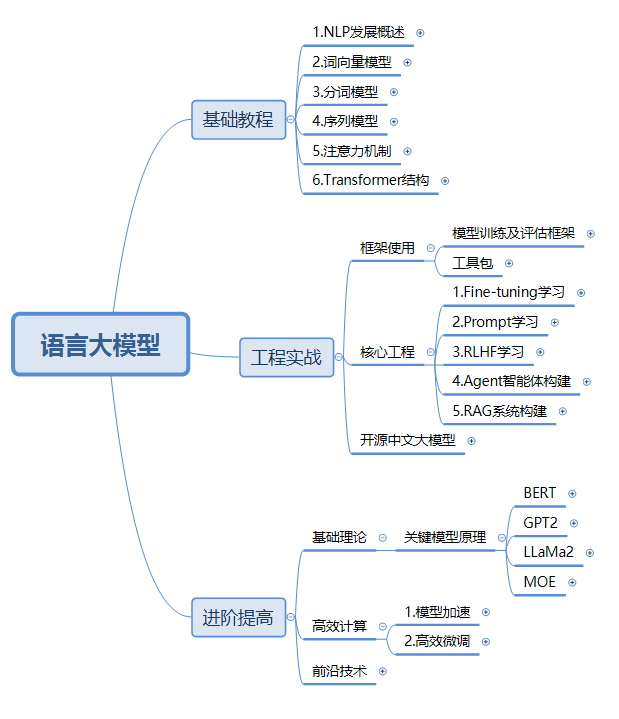 语言大模型
基础教程
1.NLP发展概述
2.词向量模型
3.分词模型
4.序列模型
5.注意力机制
6.Transformer结构
工程实战
框架使用
模型训练及评估框架
工具包
核心工程
1.Fine-tuning学习
2.Prompt学习
3.RLHF学习
4.Agent智能体构建
5.RAG系统构建
开源中文大模型
进阶提高
基础理论
关键模型原理
BERT
GPT2
LLaMa2
MOE
高效计算
1.模型加速
2.高效微调
前沿技术